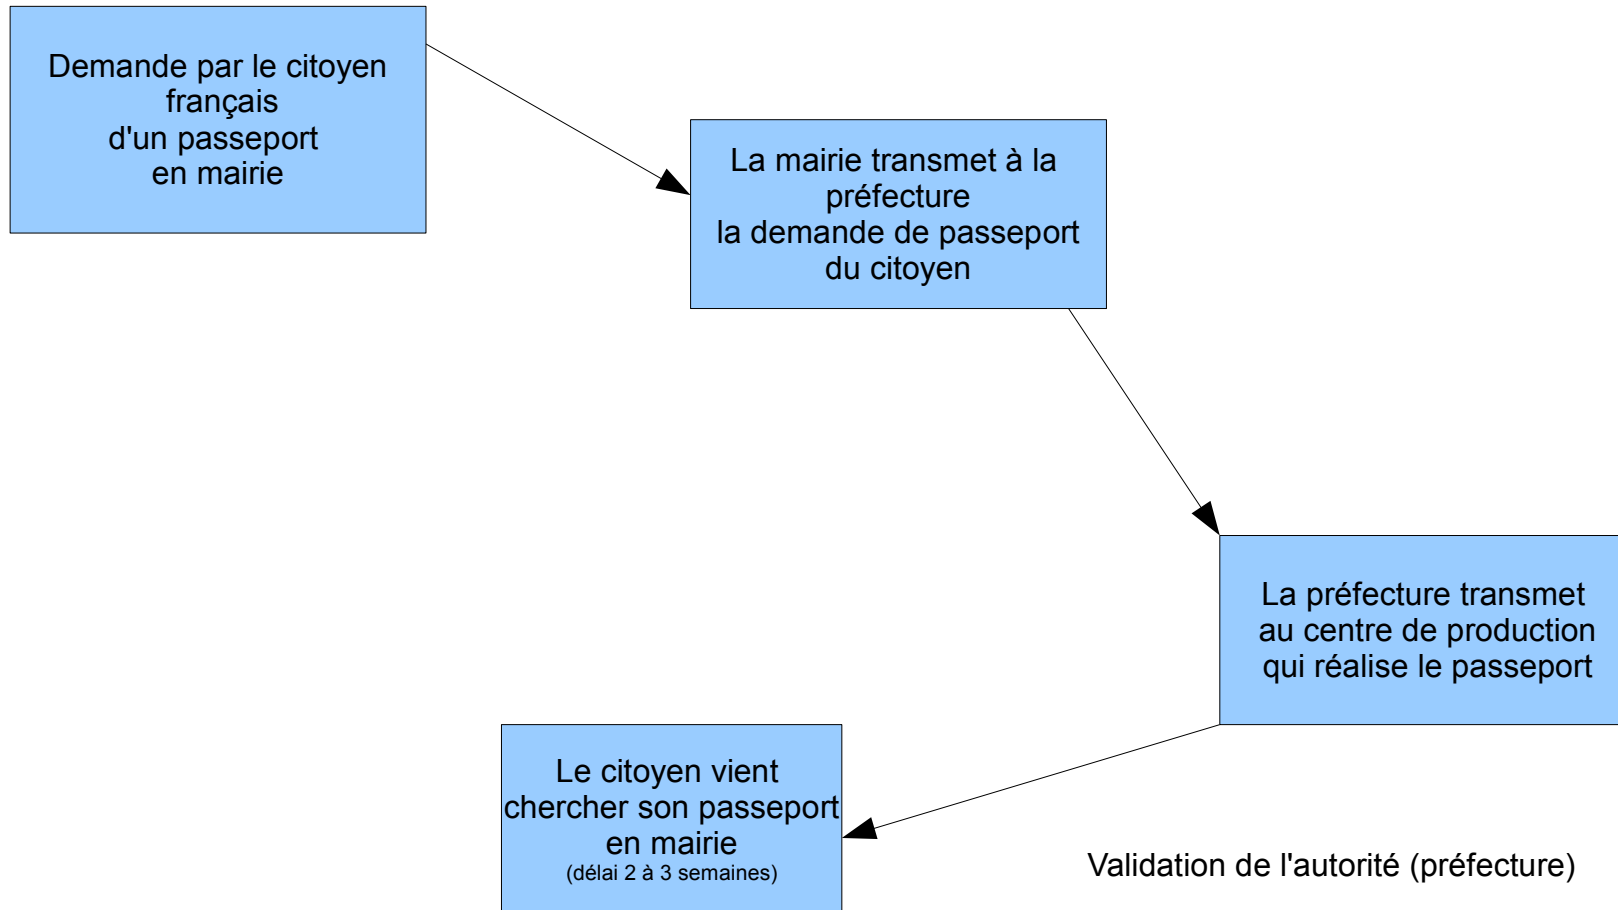 Demande par le citoyen
français
d'un passeport
en mairie
La mairie transmet à la
préfecture
la demande de passeport
du citoyen
La préfecture transmet
au centre de production
qui réalise le passeport
Le citoyen vient
chercher son passeport
en mairie
(délai 2 à 3 semaines)
Validation de l'autorité (préfecture)